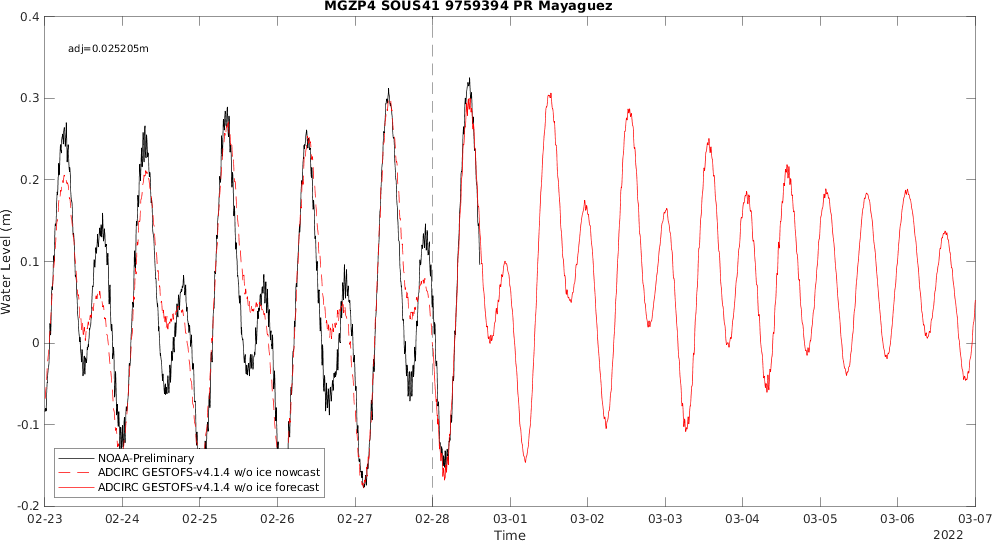 MGZP4 SOUS41 9759394 PR Mayaguez
adj=0.025205m
Water Level (m)
0.4
0.3
0.2
0.1
0
-0.1
-0.2
NOAA-Preliminary
ADCIRC GESTOFS-v4.1.4 w/o ice nowcast
ADCIRC GESTOFS-v4.1.4 w/o ice forecast
02-23 02-24 02-25 02-26 02-27 02-28 03-01 03-02 03-03 03-04 03-05 03-06 03-07
Time
2022